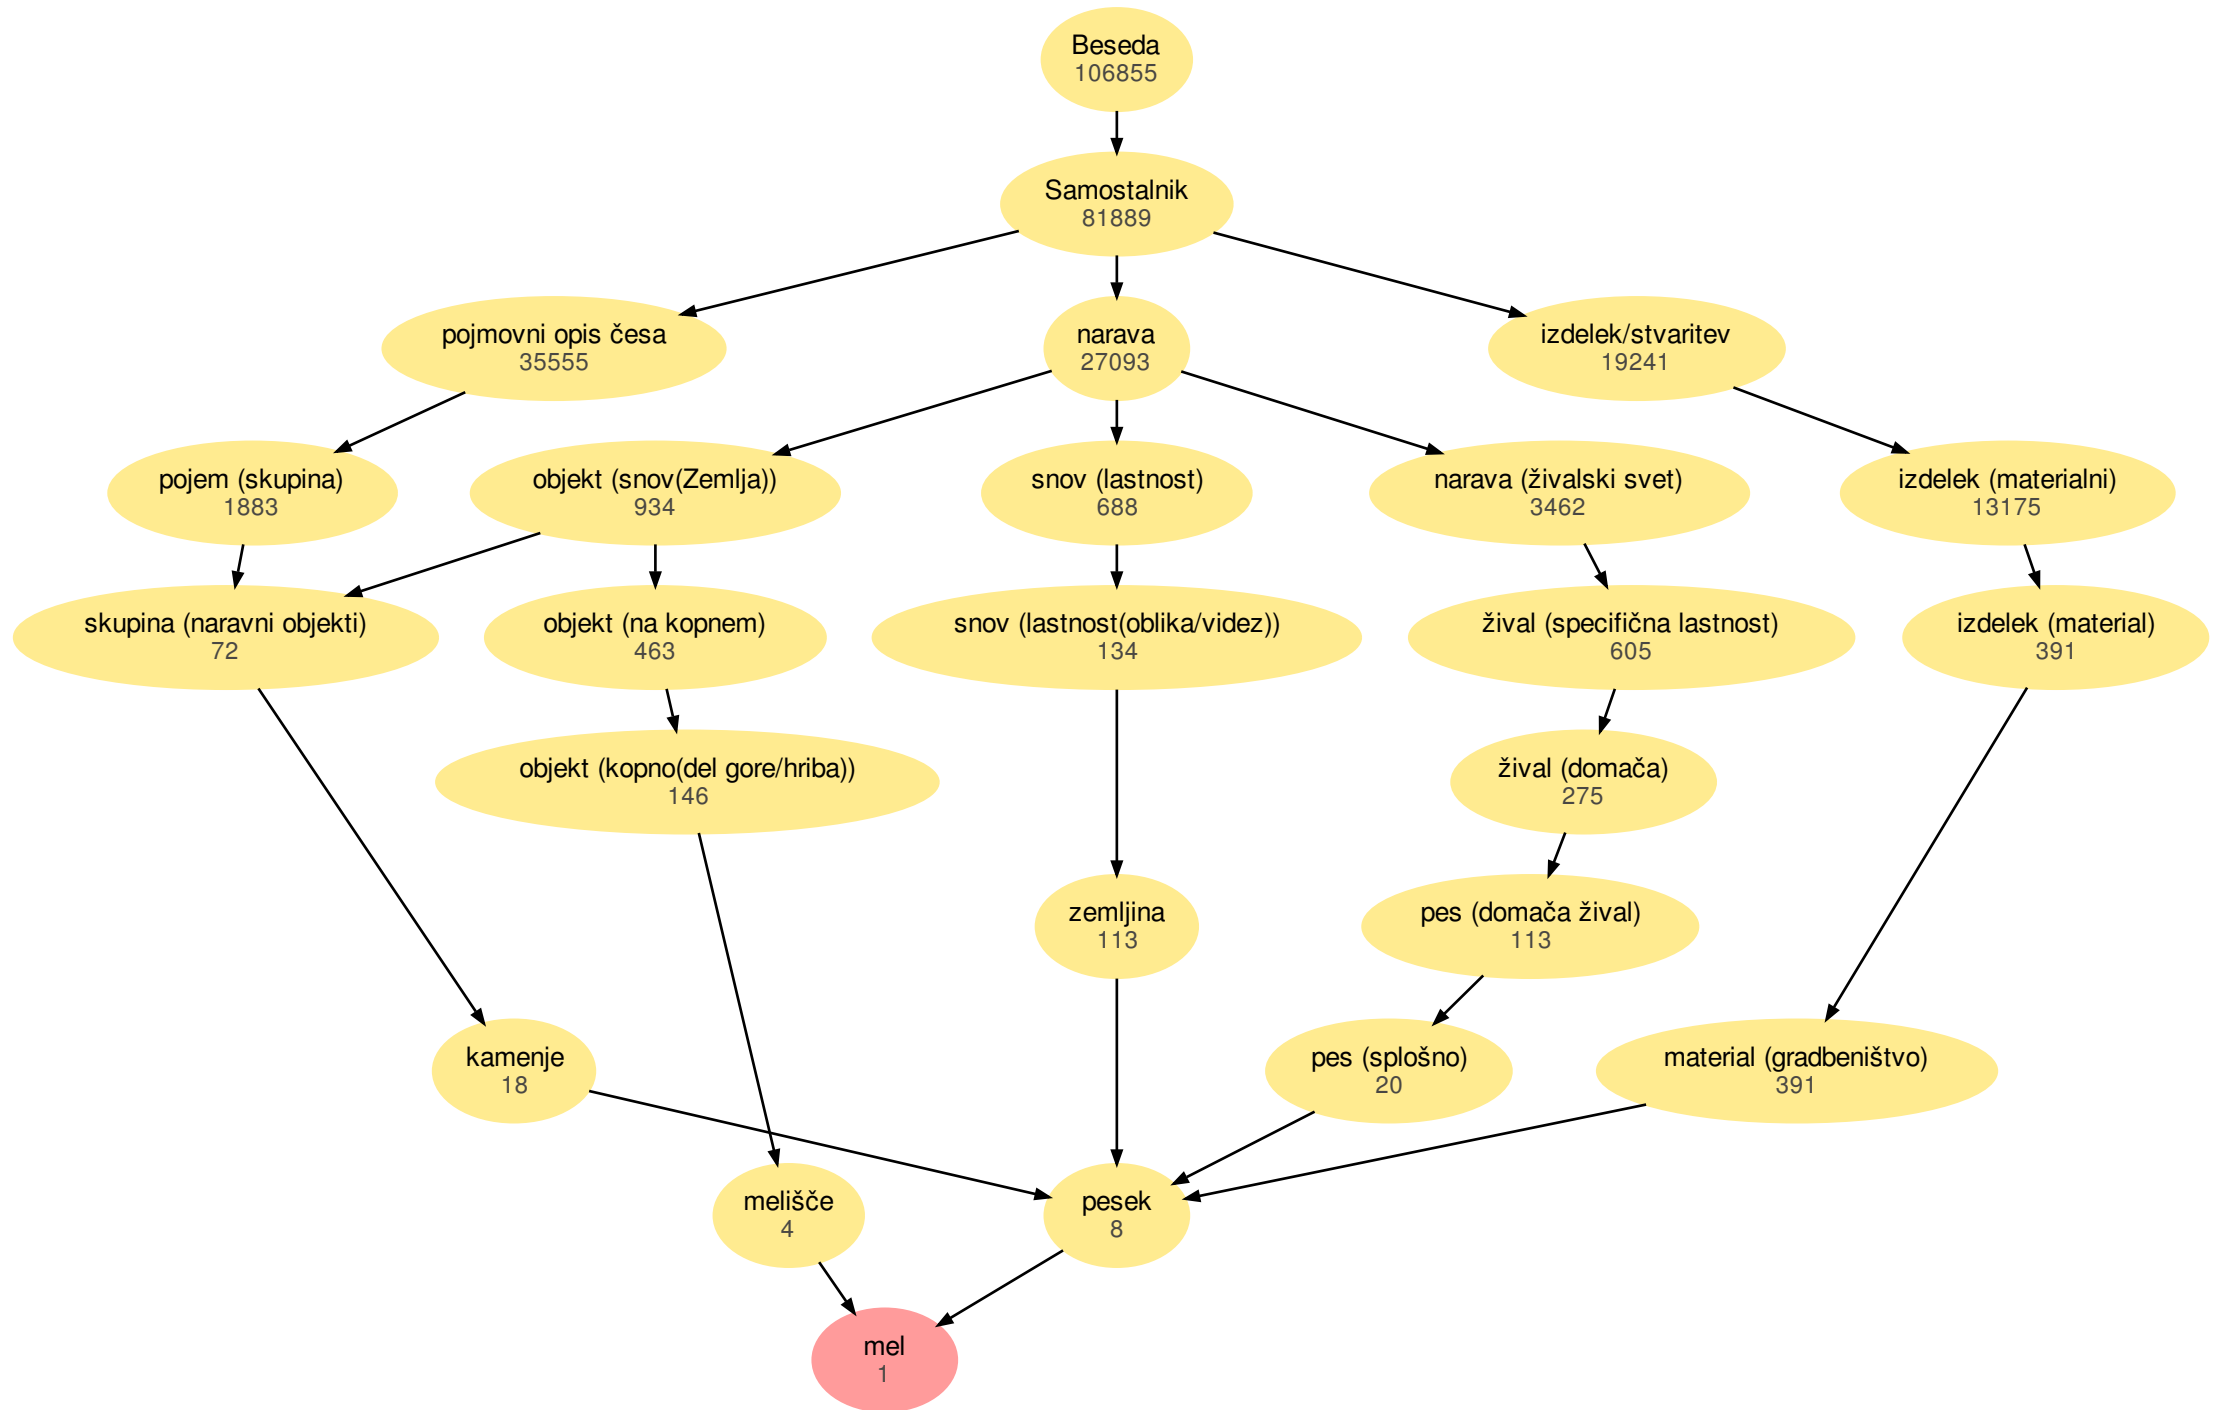 Beseda
106855
Samostalnik
81889
pojmovni opis česa
35555
narava
27093
izdelek/stvaritev
19241
pojem (skupina)
1883
objekt (snov(Zemlja))
934
snov (lastnost)
688
narava (živalski svet)
3462
izdelek (materialni)
13175
skupina (naravni objekti)
72
objekt (na kopnem)
463
snov (lastnost(oblika/videz))
134
žival (specifična lastnost)
605
izdelek (material)
391
objekt (kopno(del gore/hriba))
146
žival (domača)
275
zemljina
113
pes (domača žival)
113
kamenje
18
pes (splošno)
20
material (gradbeništvo)
391
melišče
4
pesek
8
mel
1